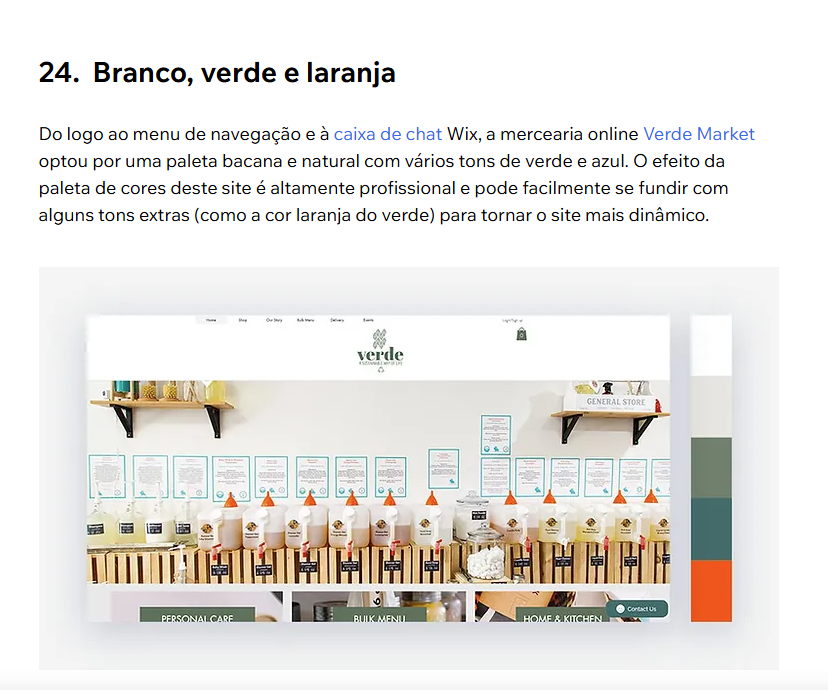 24. Branco, verde e laranja
Do logo ao menu de navegação e à caixa de chat Wix, a mercearia online Verde Market
optou por uma paleta bacana e natural com vários tons de verde e azul. O efeito da
paleta de cores deste site é altamente profissional e pode facilmente se fundir com
alguns tons extras (como a cor laranja do verde) para tornar o site mais dinâmico.
Home Shop Our Story Bulk Menu Delivery Events
verde
A SUSTAINABLE WAY OF LIFE
GENERAL STORE
PERSONAL CARE
BULK MENU
HOME & KITCHEN
Contact Us